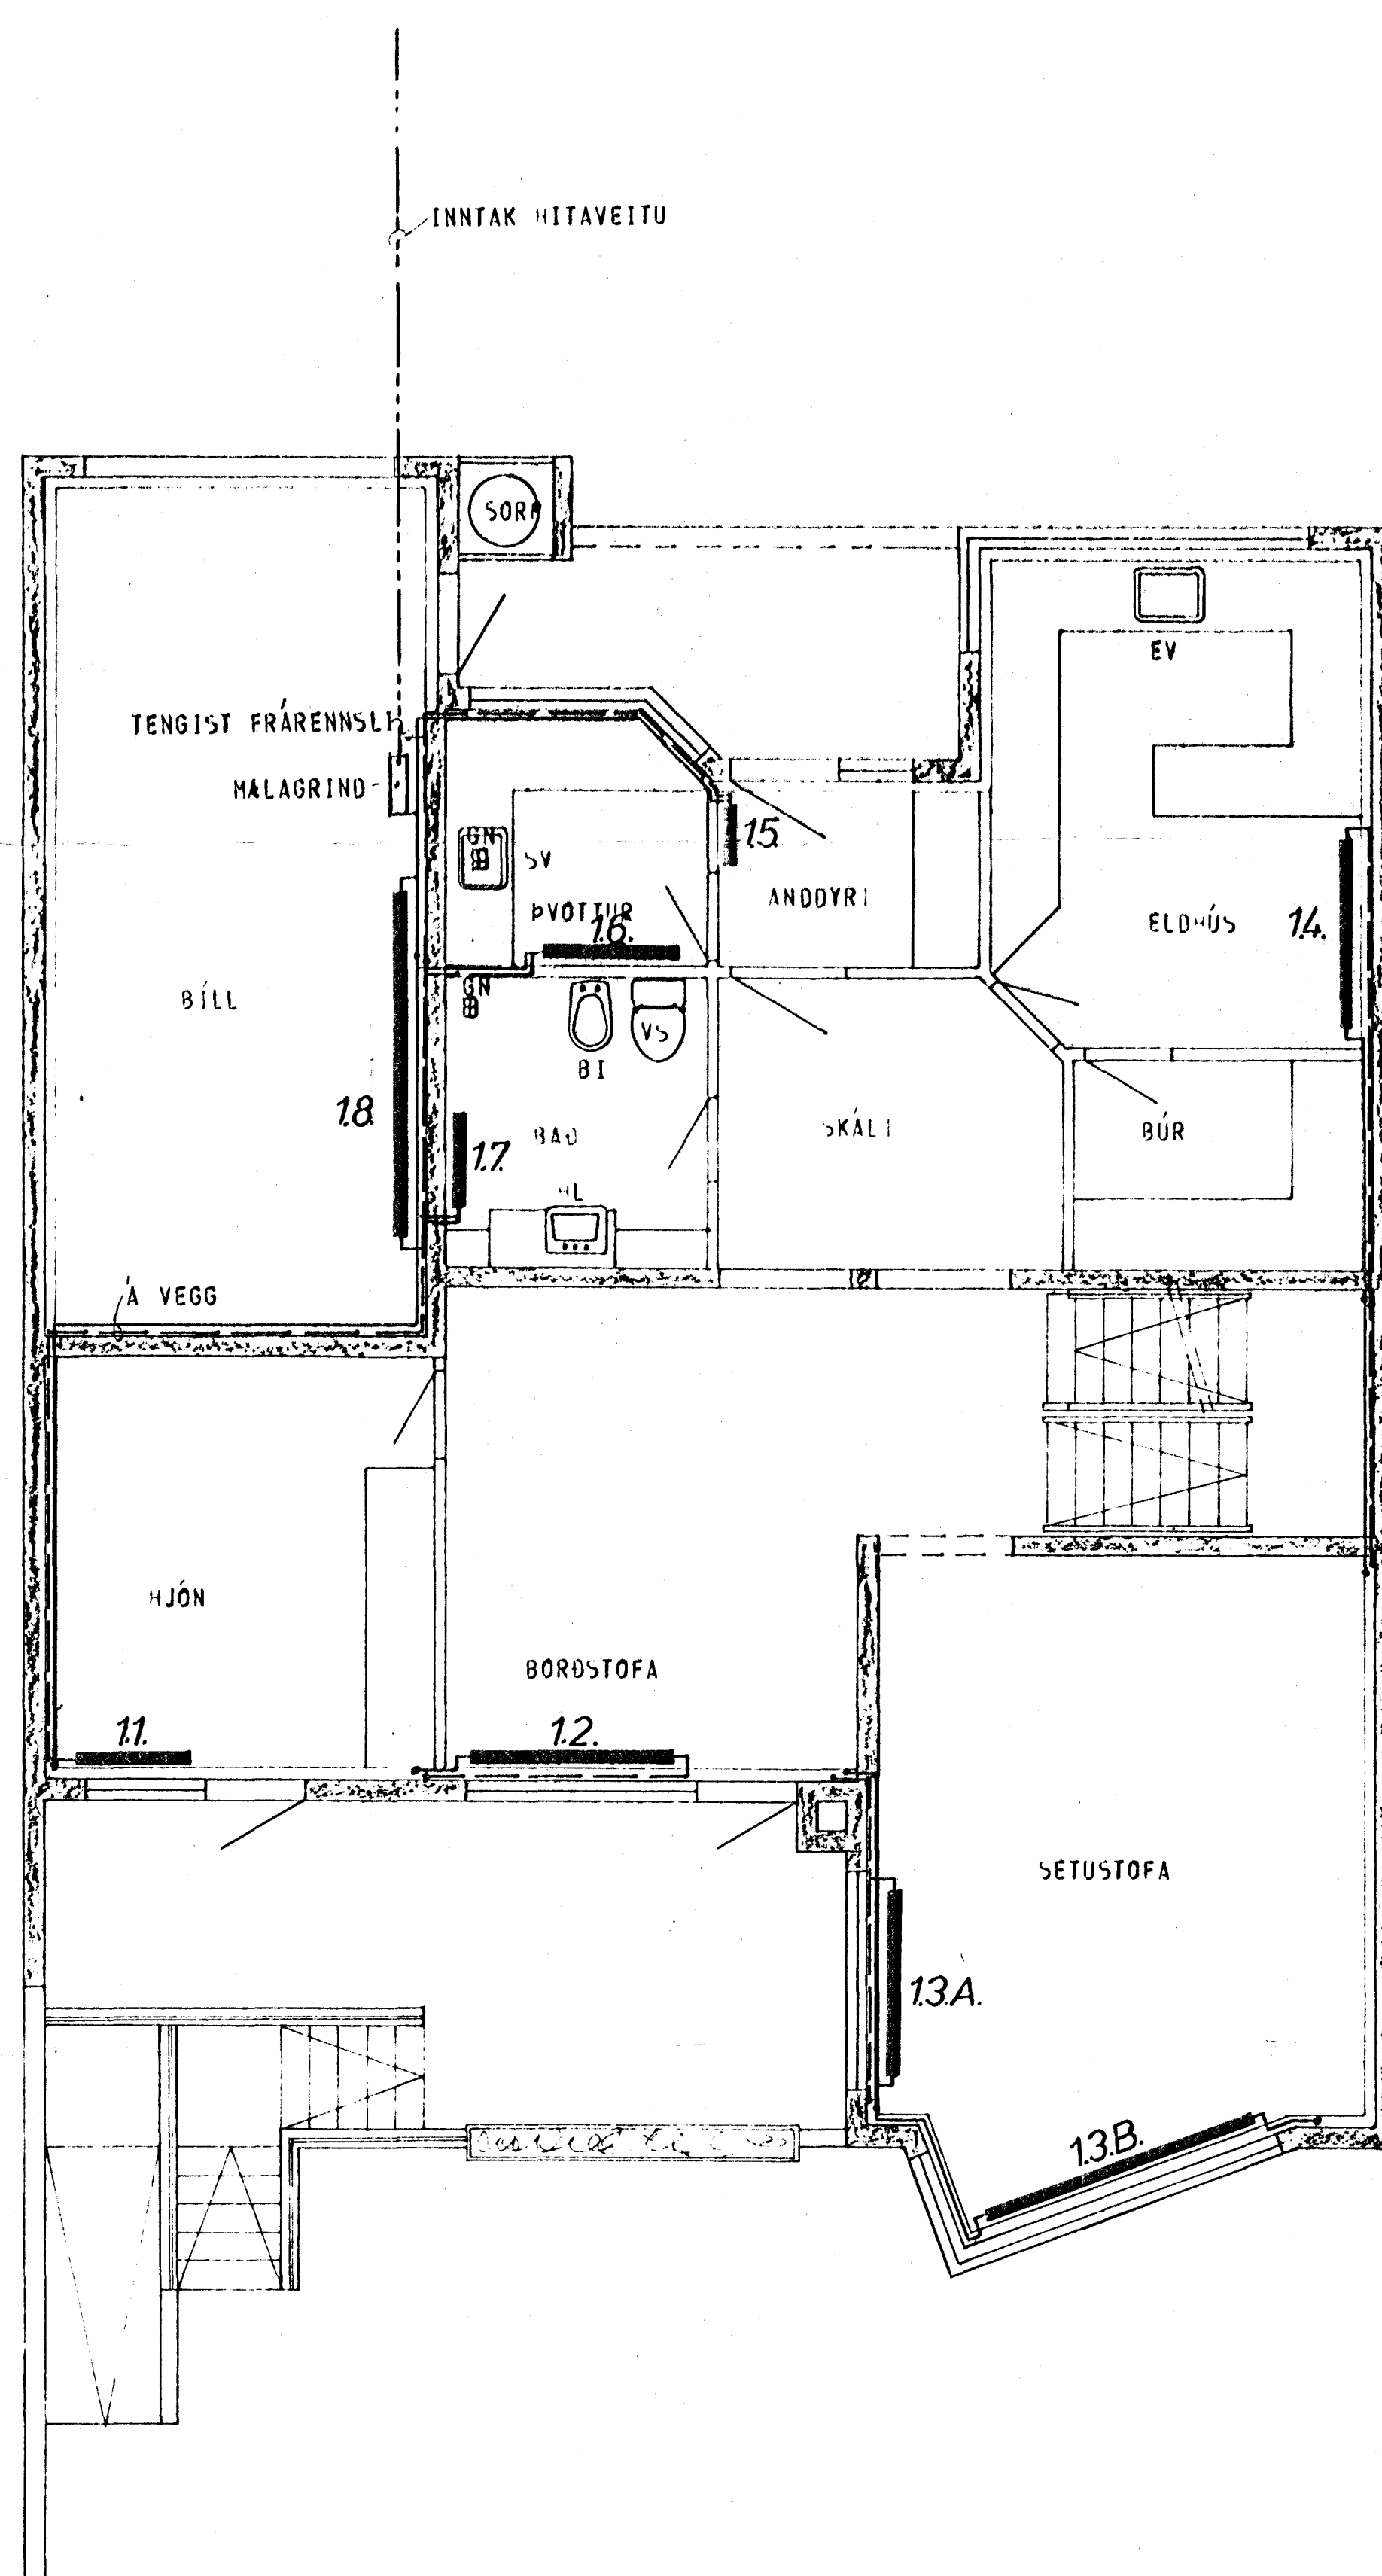 INNTAK HITAVEITU
SORP
EV
TENGIST FRÁRENNSLI
MÆLAGRIND
GN
SV
1.5.
ÞVOTTUR
ANDDYRI
ELDHÚS
1.4.
1.6.
BÍLL
GN
VS
BI
1.8.
BAÐ
1.7.
SKÁLI
BÚR
HL
Á VEGG
HJÓN
BORÐSTOFA
1.1.
1.2.
SETUSTOFA
1.3.A.
1.3.B.